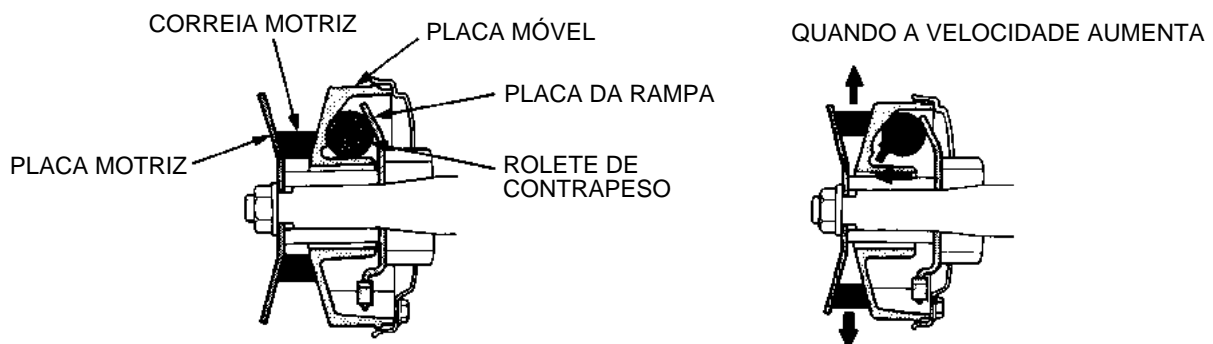 CORREIA MOTRIZ
PLACA MÓVEL
QUANDO A VELOCIDADE AUMENTA
PLACA DA RAMPA
PLACA MOTRIZ
ROLETE DE
CONTRAPESO